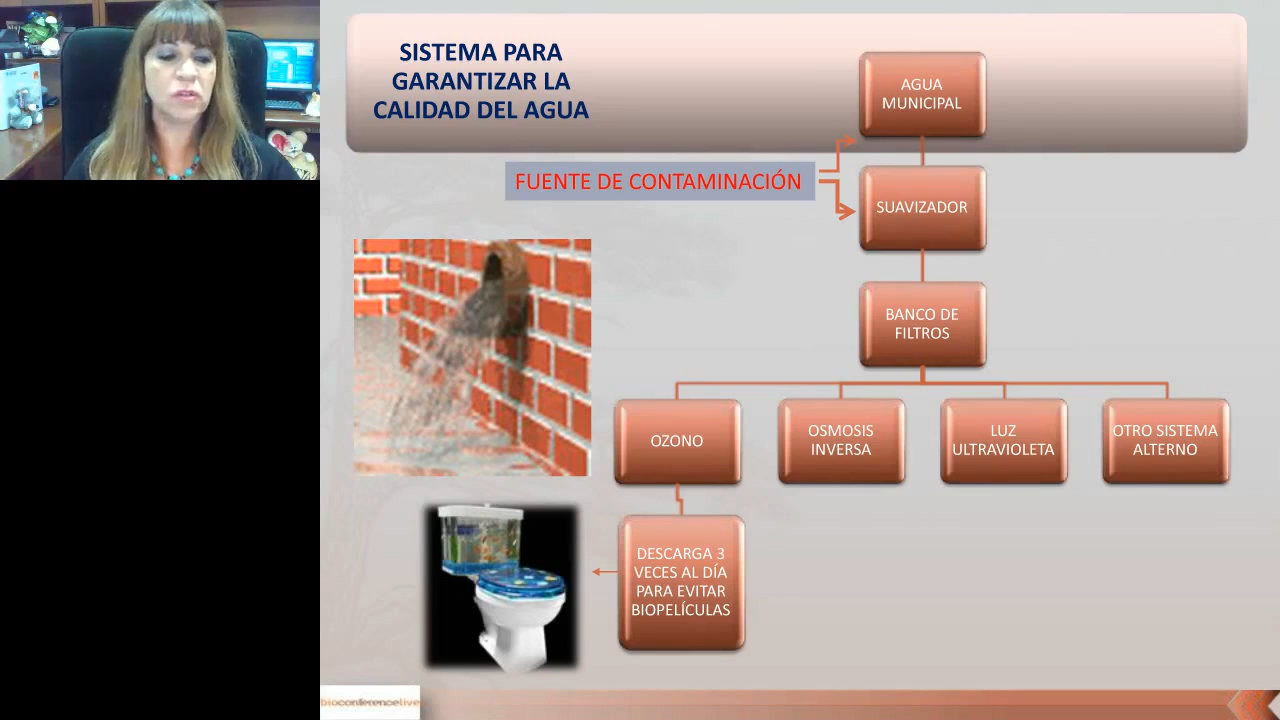 SISTEMA PARA
GARANTIZAR LA
CALIDAD DEL AGUA
AGUA
MUNICIPAL
FUENTE DE CONTAMINACIÓN
SUAVIZADOR
BANCO DE
FILTROS
OZONO
OSMOSIS
INVERSA
LUZ
ULTRAVIOLETA
OTRO SISTEMA
ALTERNO
DESCARGA 3
VECES AL DÍA
PARA EVITAR
BIOPELÍCULAS
bioconferencelive